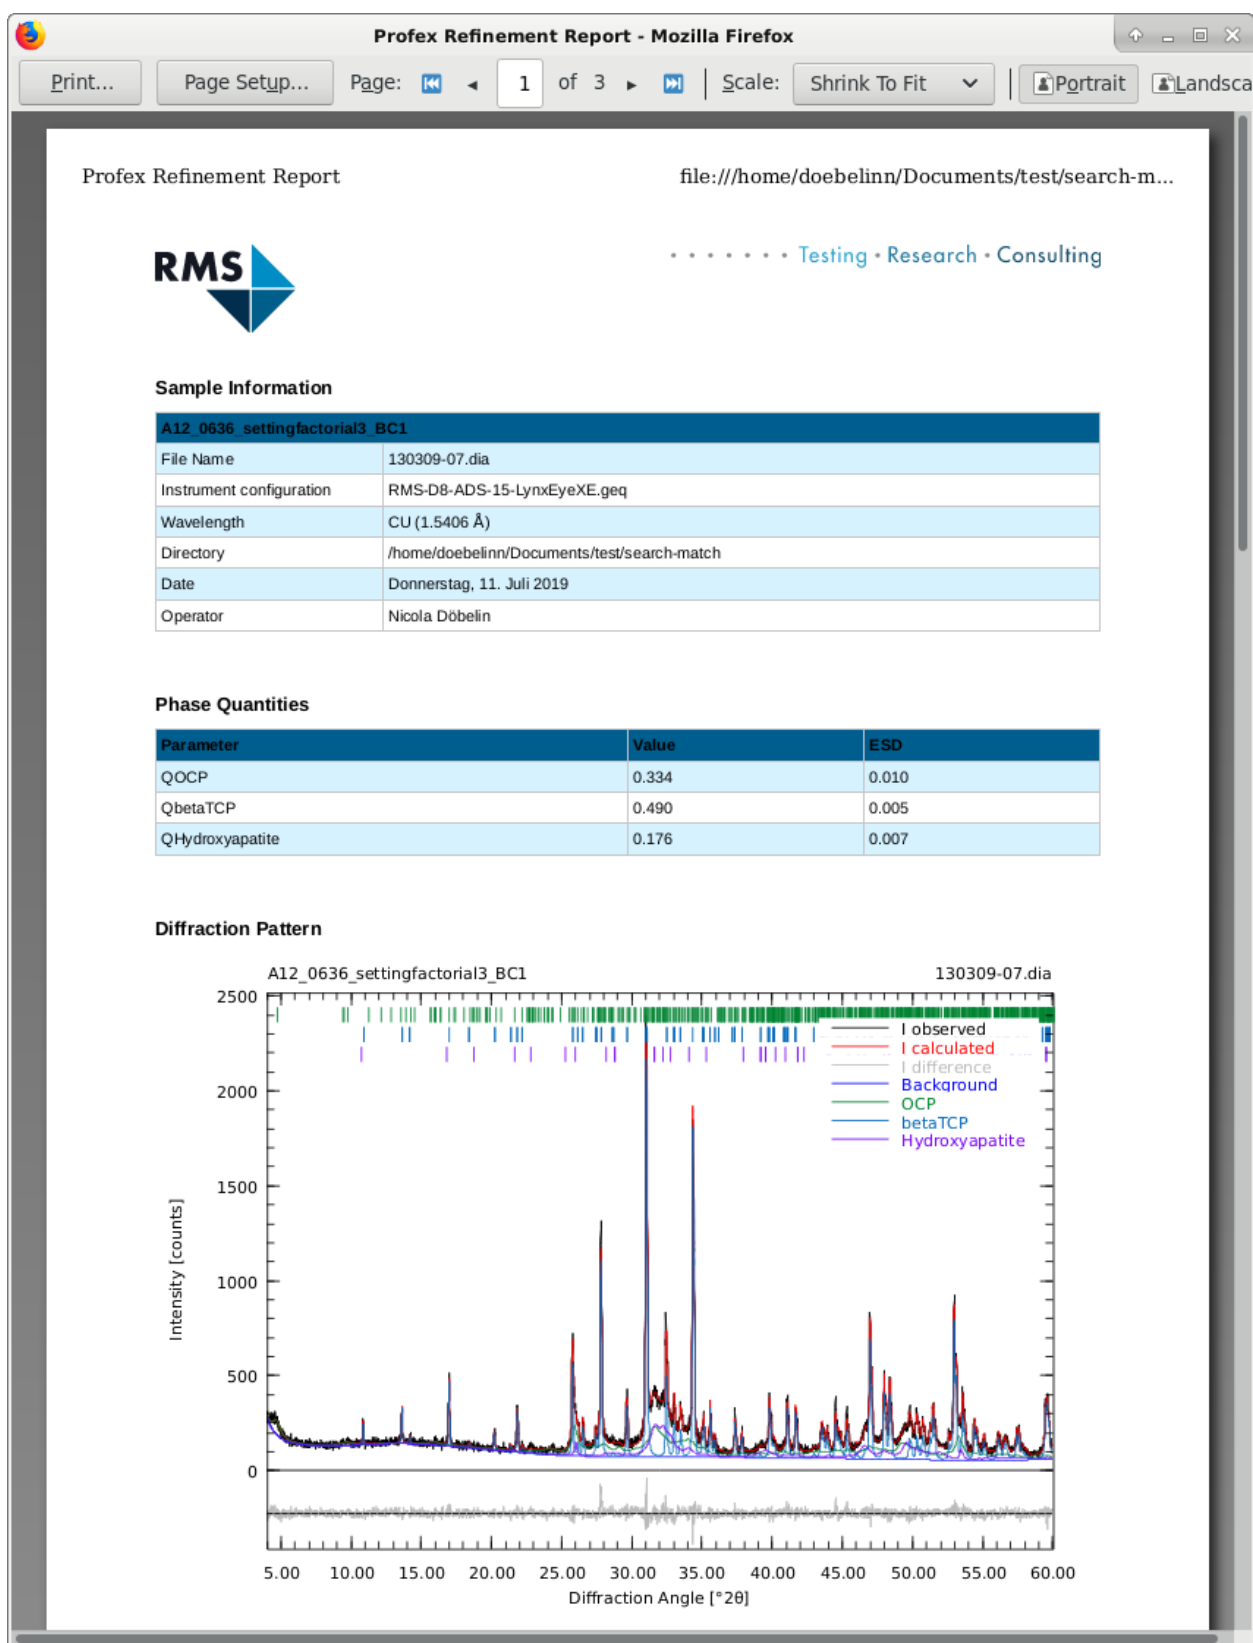 Profex Refinement Report - Mozilla Firefox
Print... Page Setup... Page: 1 of 3 Scale: Shrink To Fit Portrait Landsca
Profex Refinement Report file:///home/doebelinn/Documents/test/search-m...
RMS Testing • Research • Consulting
Sample Information
A12_0636_settingfactorial3_BC1
File Name 130309-07.dia
Instrument configuration RMS-D8-ADS-15-LynxEyeXE.geq
Wavelength CU (1.5406 Å)
Directory /home/doebelinn/Documents/test/search-match
Date Donnerstag, 11. Juli 2019
Operator Nicola Döbelin
Phase Quantities
Parameter Value ESD
QOCP 0.334 0.010
QbetaTCP 0.490 0.005
QHydroxyapatite 0.176 0.007
Diffraction Pattern
A12_0636_settingfactorial3_BC1 130309-07.dia
2500
I observed
I calculated
I difference
Background
OCP
betaTCP
Hydroxyapatite
2000
1500
1000
500
0
Intensity [counts]
5.00 10.00 15.00 20.00 25.00 30.00 35.00 40.00 45.00 50.00 55.00 60.00
Diffraction Angle [°2θ]